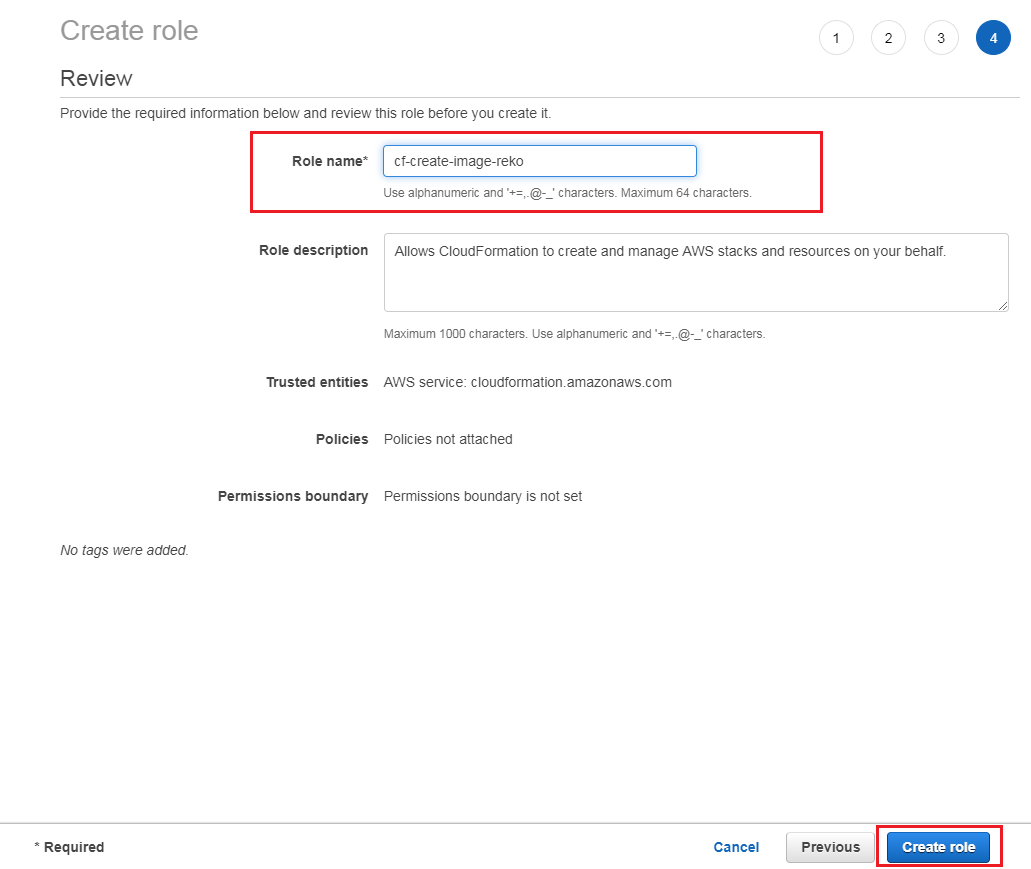 Create role
1 2 3 4
Review
Provide the required information below and review this role before you create it.
Role name* cf-create-image-reko
Use alphanumeric and '+=,.@-_' characters. Maximum 64 characters.
Role description Allows CloudFormation to create and manage AWS stacks and resources on your behalf.
Maximum 1000 characters. Use alphanumeric and '+=,.@-_' characters.
Trusted entities AWS service: cloudformation.amazonaws.com
Policies Policies not attached
Permissions boundary Permissions boundary is not set
No tags were added.
* Required Cancel Previous Create role